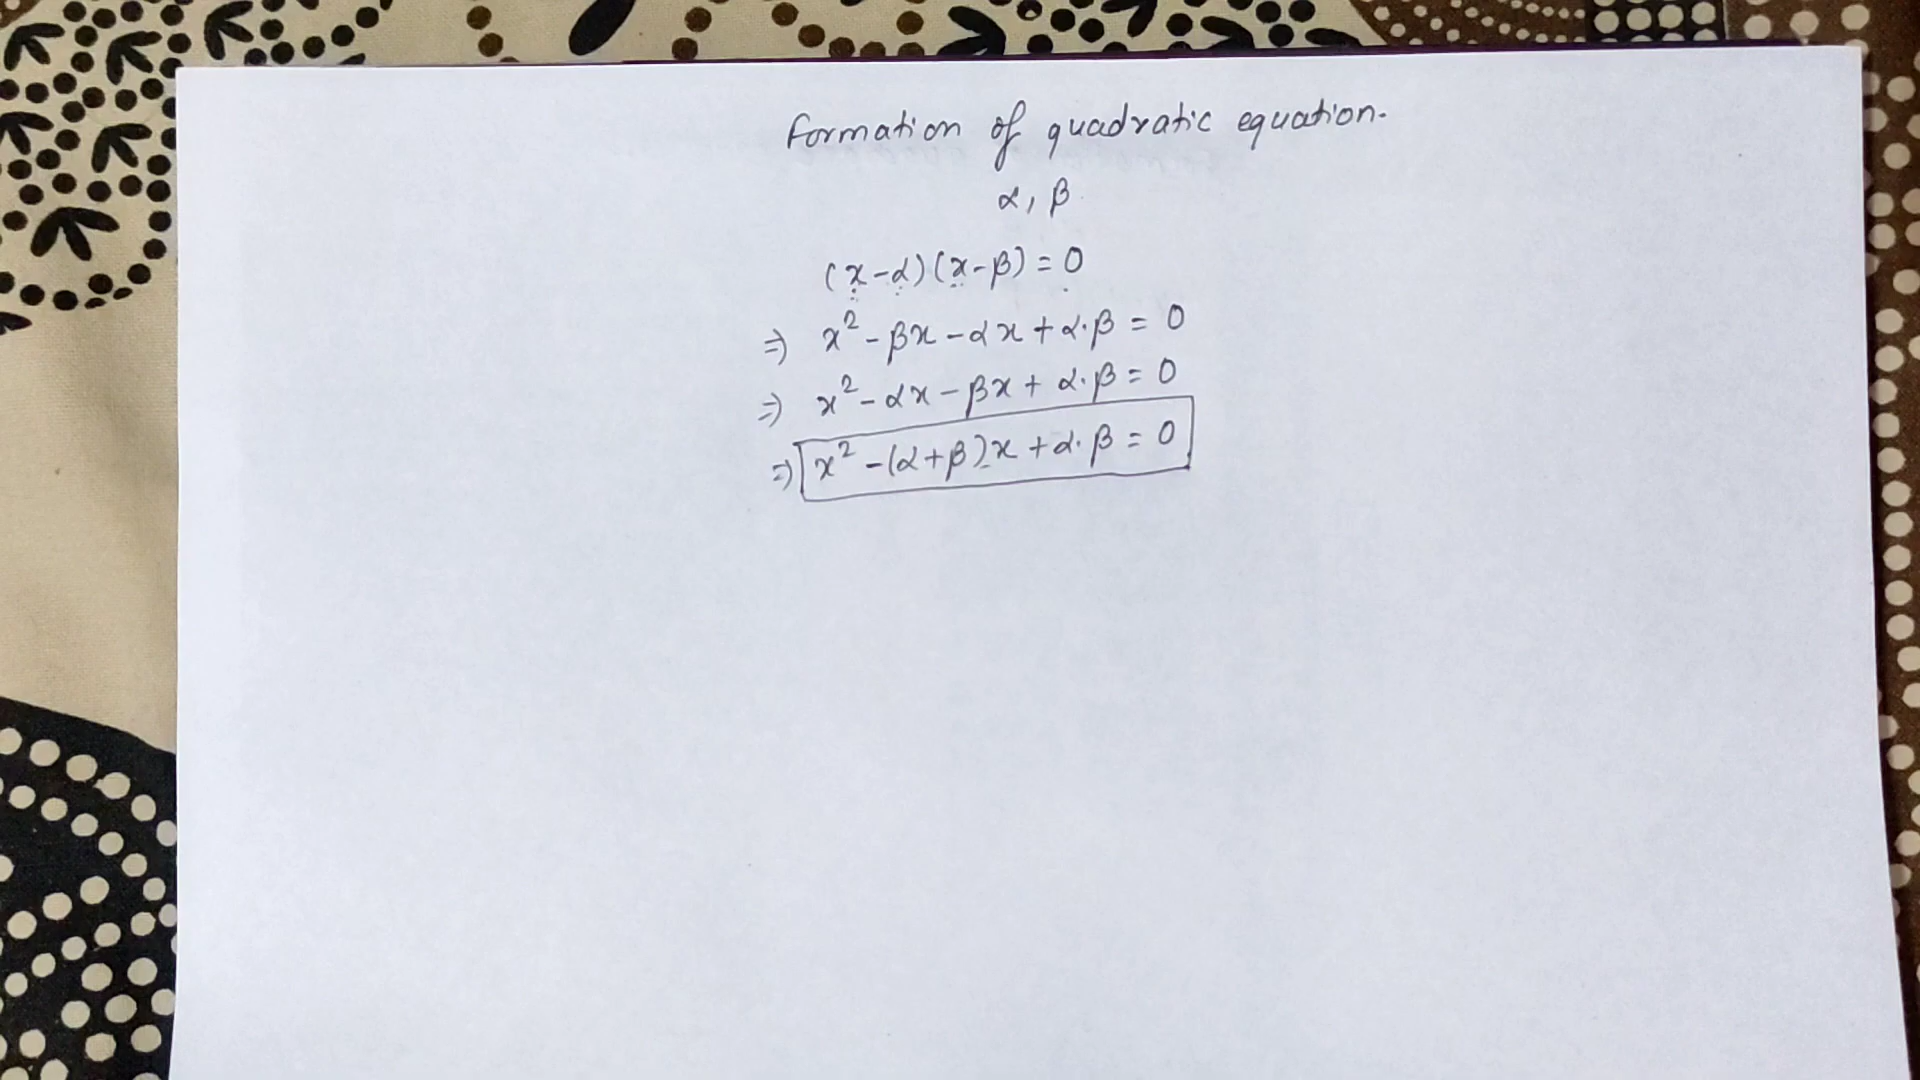 Formation of quadratic equation.
α, β
(x-α)(x-β) = 0
⇒ x² - βx - αx + α·β = 0
⇒ x² - αx - βx + α·β = 0
⇒ x² - (α+β)x + α·β = 0